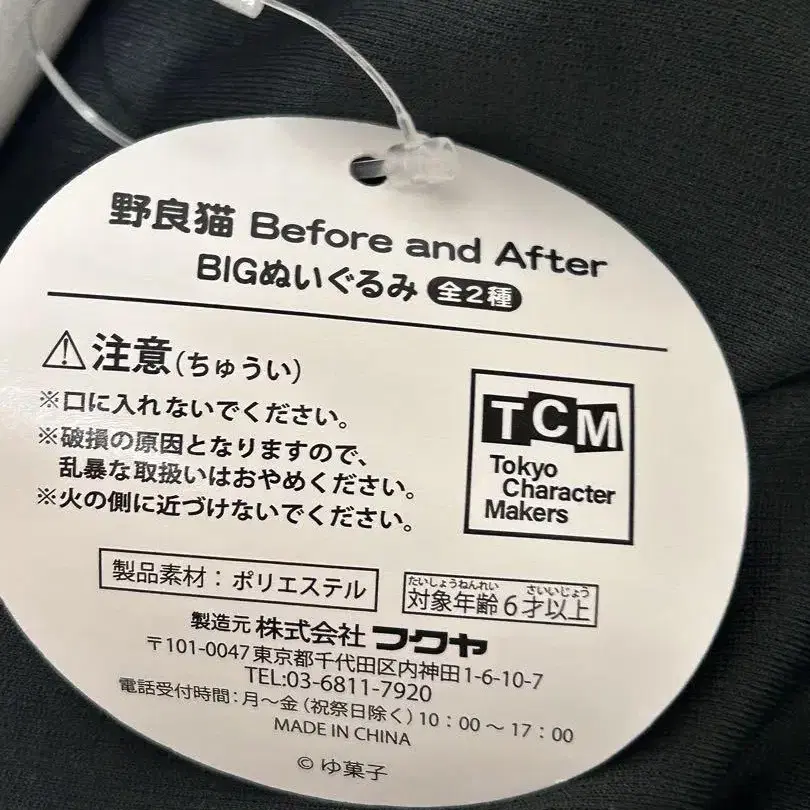 野良猫 Before and After
BIGぬいぐるみ 全2種
注意(ちゅうい)
※口に入れないでください。
※破損の原因となりますので、
乱暴な取扱いはおやめください。
※火の側に近づけないでください。
TCM
Tokyo
Character
Makers
製品素材：ポリエステル
たいしょうねんれい さいいじょう
対象年齢6才以上
製造元 株式会社フクヤ
〒101-0047 東京都千代田区内神田1-6-10-7
TEL:03-6811-7920
電話受付時間：月～金（祝祭日除く）10：00～17：00
MADE IN CHINA
©ゆ菓子